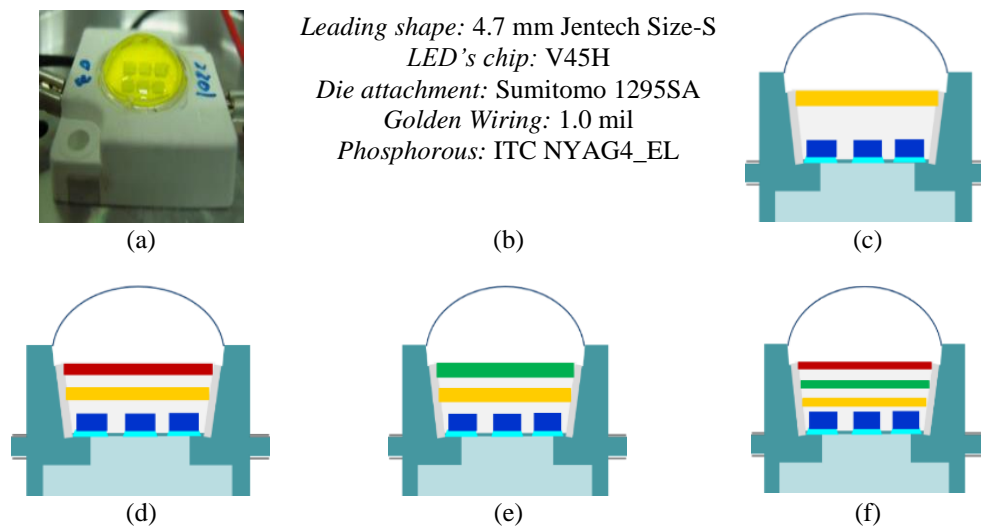 Leading shape: 4.7 mm Jentech Size-S
LED's chip: V45H
Die attachment: Sumitomo 1295SA
Golden Wiring: 1.0 mil
Phosphorous: ITC NYAG4_EL
(a)
(b)
(c)
(d)
(e)
(f)